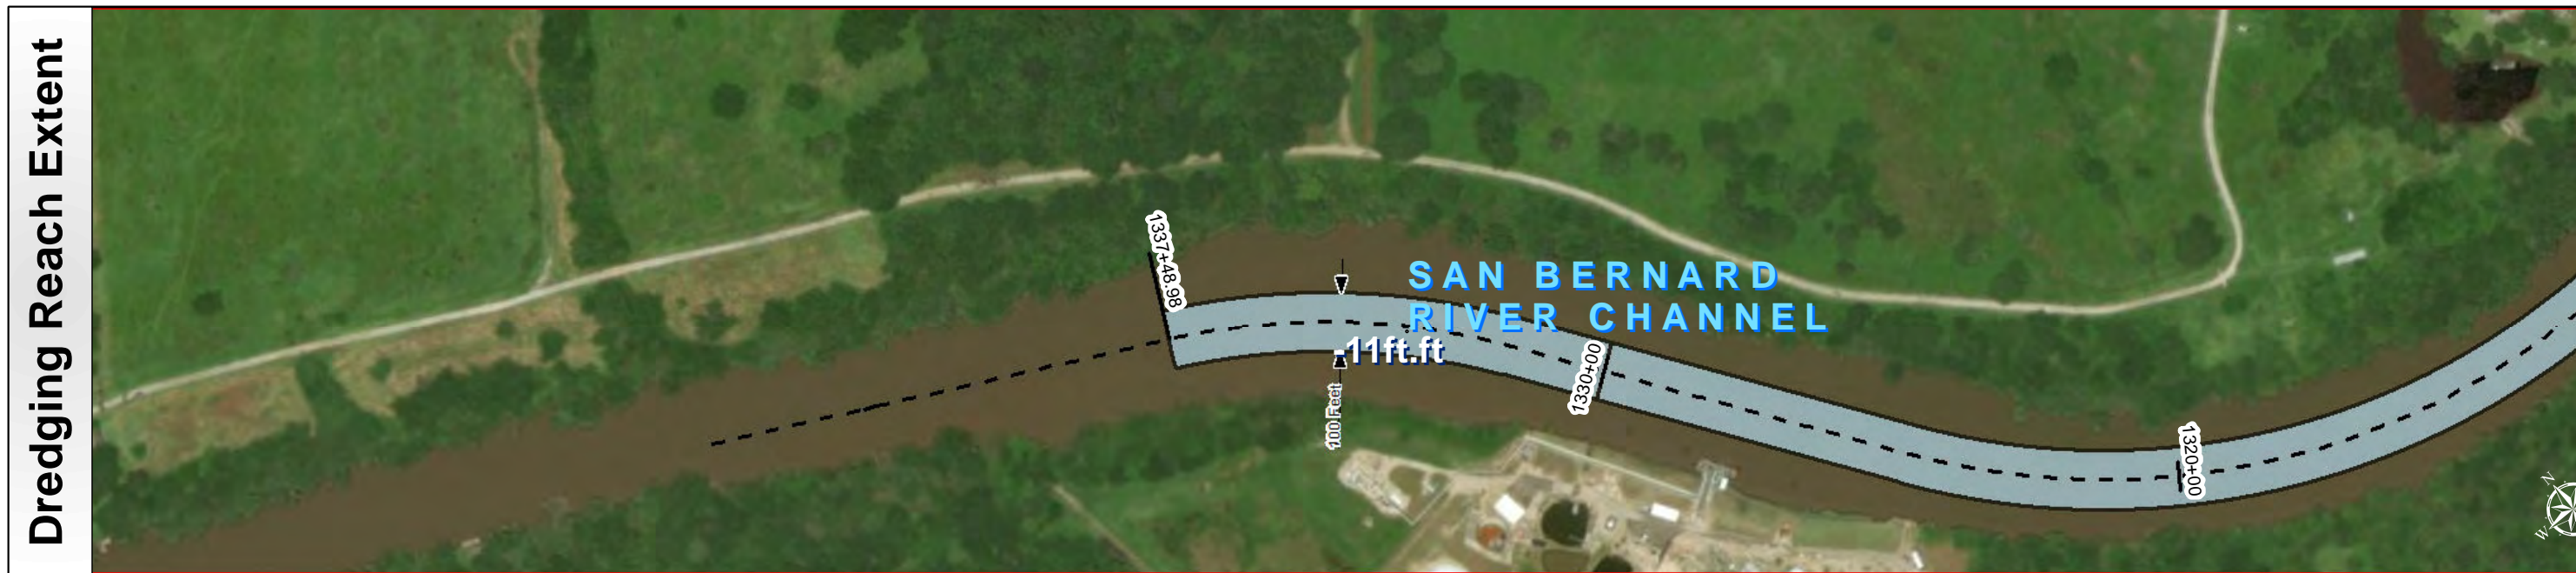 Dredging Reach Extent
1337+48.98
SAN BERNARD
RIVER CHANNEL
-11ft.ft
100 Feet
1330+00
1320+00
N
W